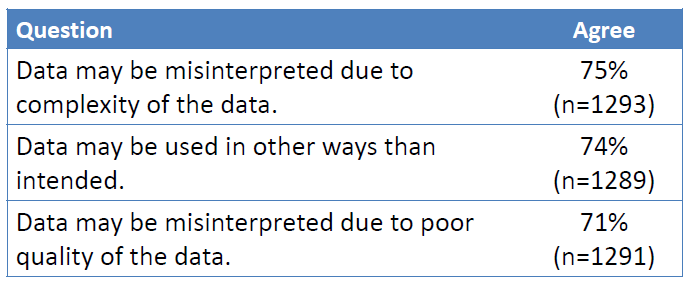 Question Agree
Data may be misinterpreted due to 75%
complexity of the data. (n=1293)
Data may be used in other ways than 74%
intended. (n=1289)
Data may be misinterpreted due to poor 71%
quality of the data. (n=1291)